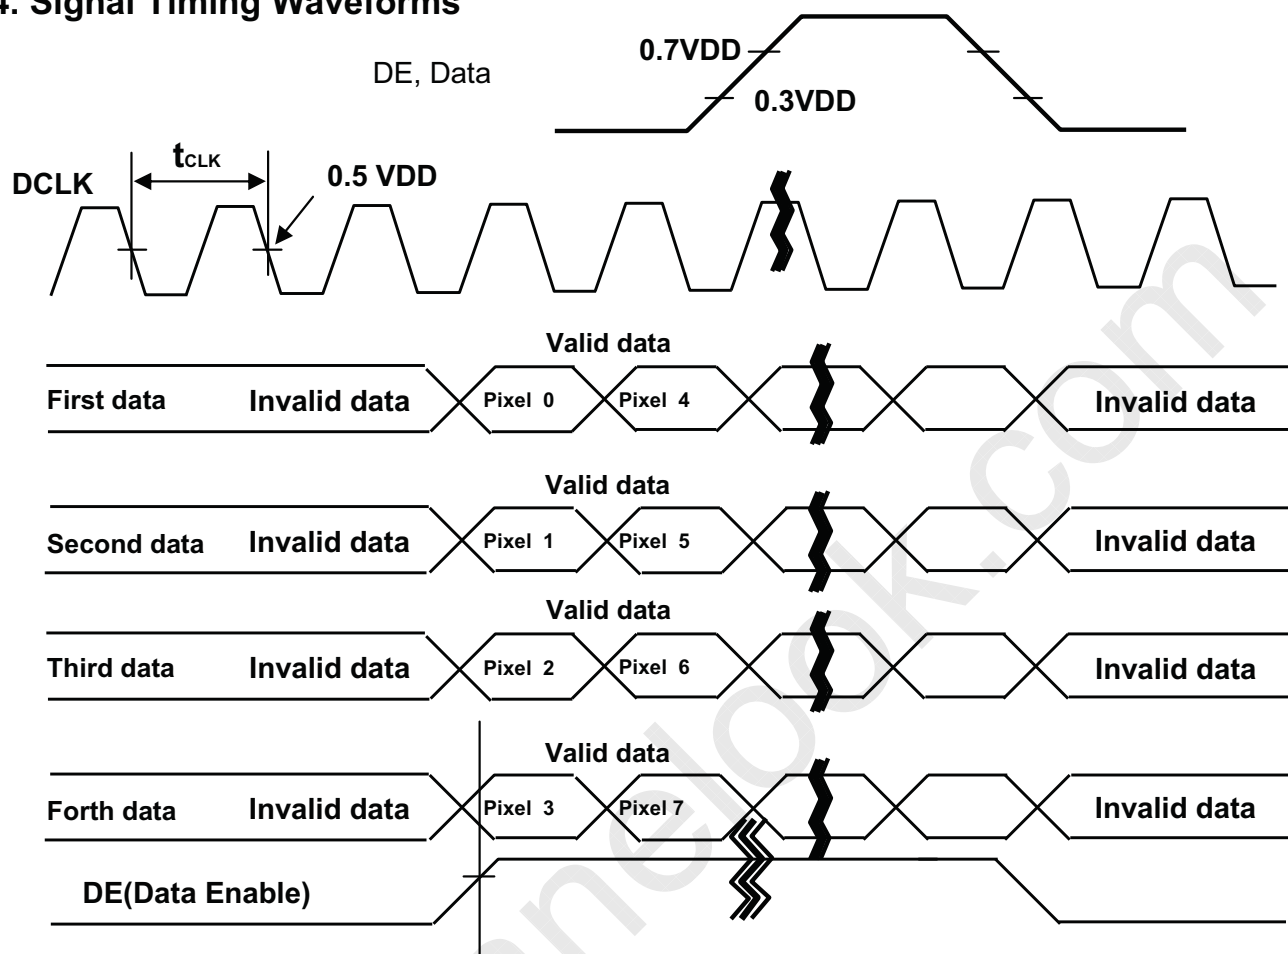 4. Signal Timing Waveforms
0.7VDD
DE, Data
0.3VDD
tCLK
DCLK
0.5 VDD
Valid data
First data
Invalid data
Pixel 0
Pixel 4
Invalid data
Valid data
Second data
Invalid data
Pixel 1
Pixel 5
Invalid data
Valid data
Third data
Invalid data
Pixel 2
Pixel 6
Invalid data
Valid data
Forth data
Invalid data
Pixel 3
Pixel 7
Invalid data
DE(Data Enable)
nelook.com